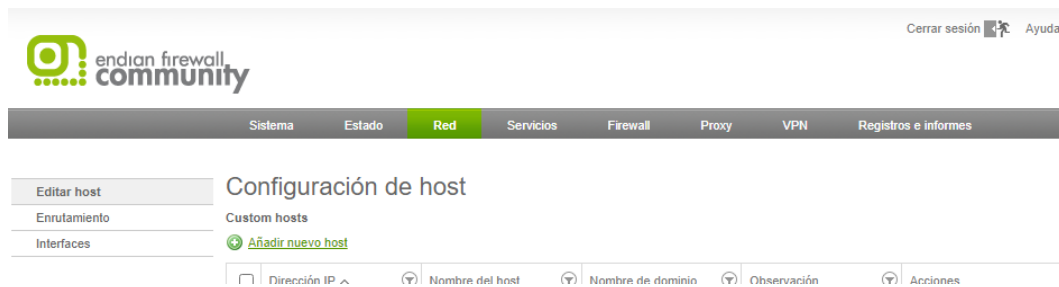 Cerrar sesión Ayuda
endian firewall
community
Sistema Estado Red Servicios Firewall Proxy VPN Registros e informes
Editar host
Enrutamiento
Interfaces
Configuración de host
Custom hosts
Añadir nuevo host
Dirección IP Nombre del host Nombre de dominio Observación Acciones